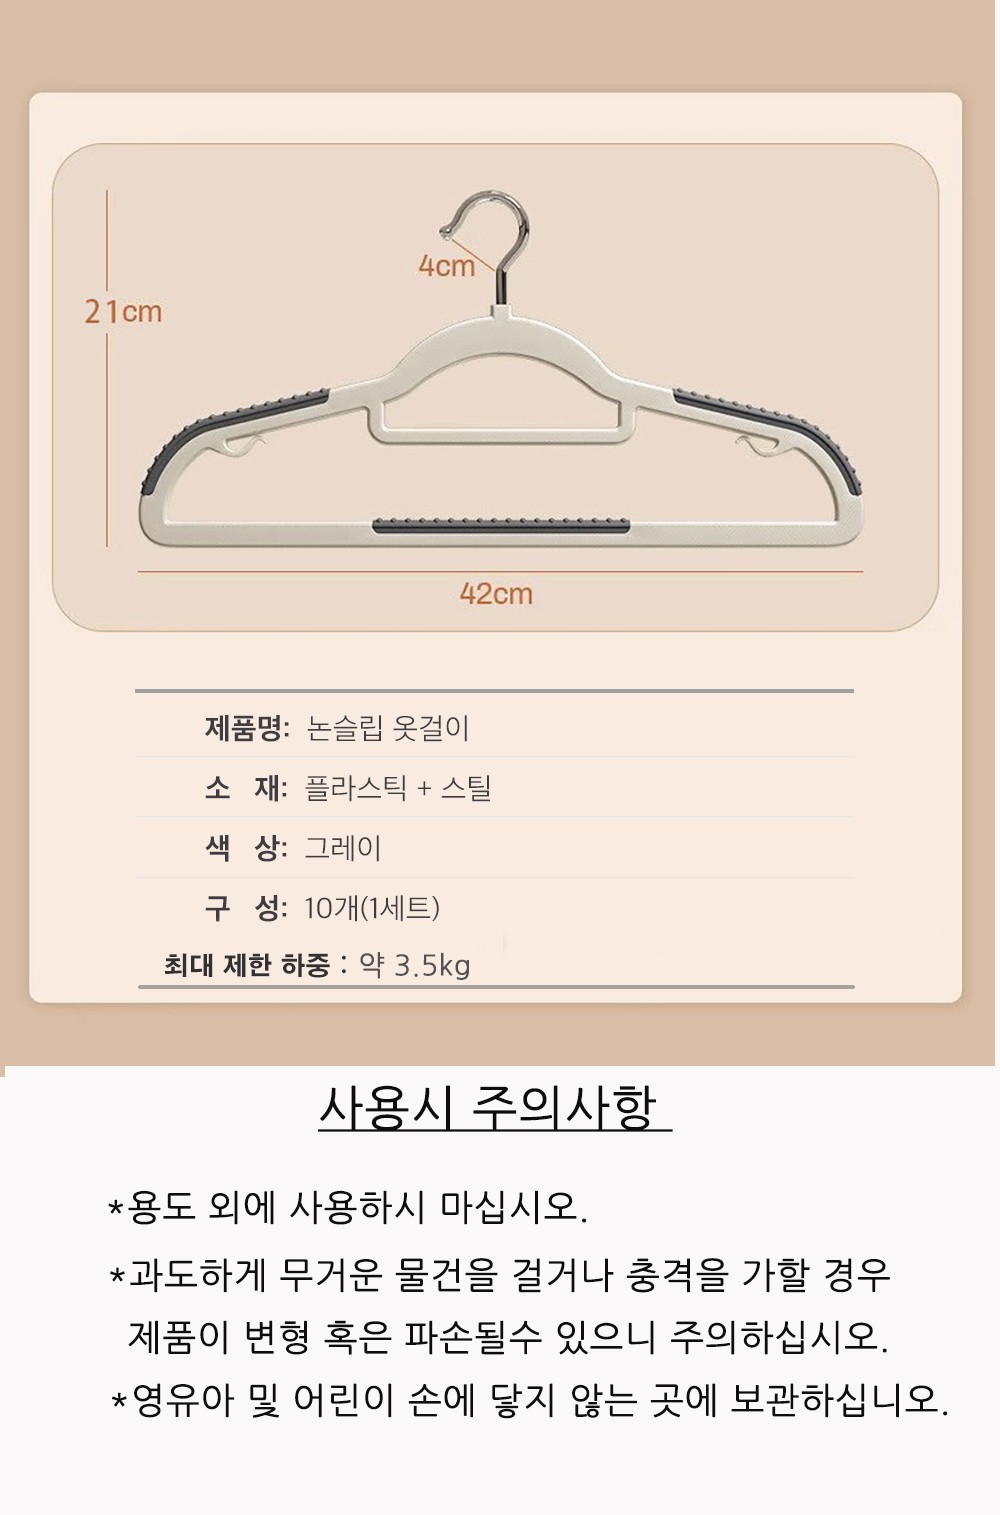 4cm
21cm
42cm
제품명: 논슬립 옷걸이
소 재: 플라스틱 + 스틸
색 상: 그레이
구 성: 10개(1세트)
최대 제한 하중 : 약 3.5kg
사용시 주의사항
*용도 외에 사용하시 마십시오.
*과도하게 무거운 물건을 걸거나 충격을 가할 경우
제품이 변형 혹은 파손될수 있으니 주의하십시오.
*영유아 및 어린이 손에 닿지 않는 곳에 보관하십니오.